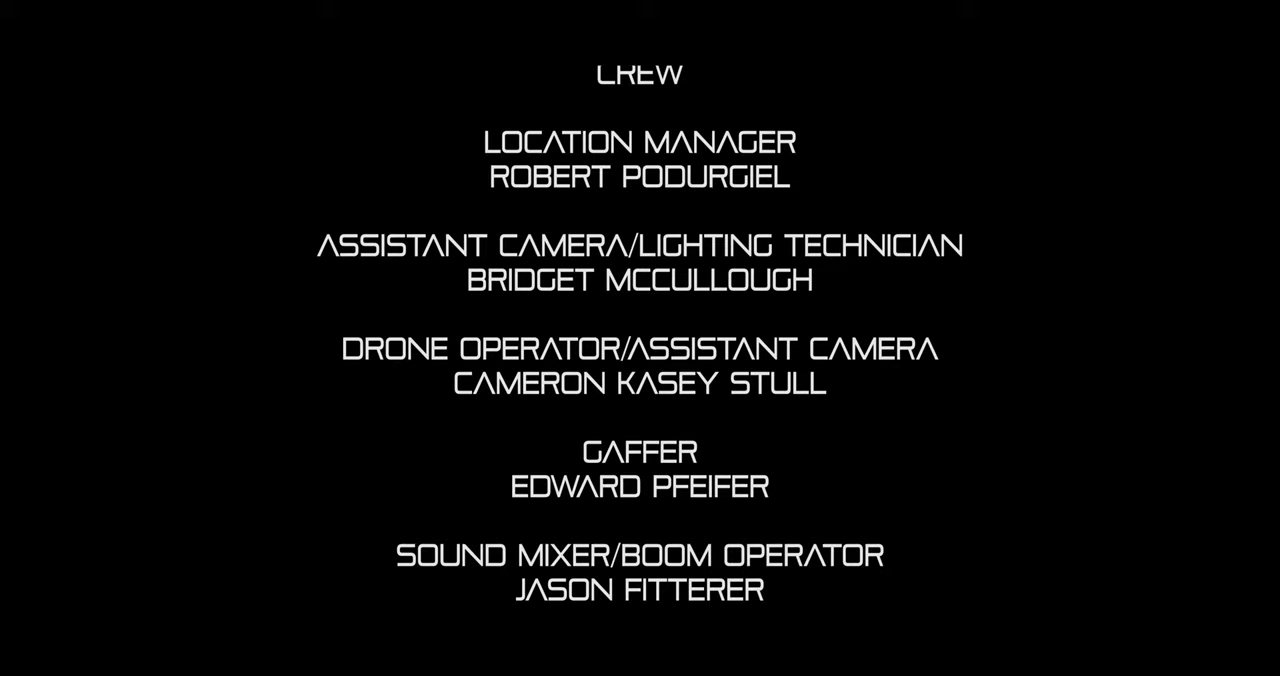 CREW
LOCATION MANAGER
ROBERT PODURGIEL
ASSISTANT CAMERA/LIGHTING TECHNICIAN
BRIDGET MCCULLOUGH
DRONE OPERATOR/ASSISTANT CAMERA
CAMERON KASEY STULL
GAFFER
EDWARD PFEIFER
SOUND MIXER/BOOM OPERATOR
JASON FITTERER